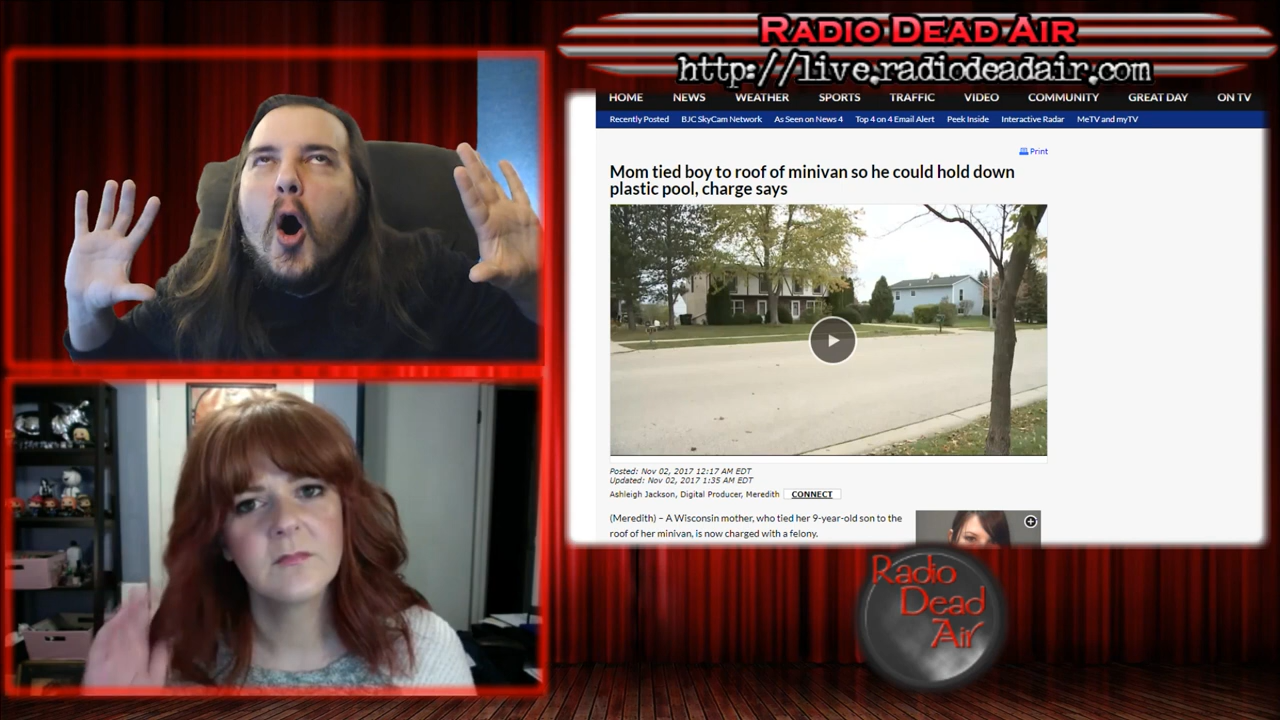 Radio Dead Air
http://live.radiodeadair.com
HOME NEWS WEATHER SPORTS TRAFFIC VIDEO COMMUNITY GREAT DAY ON TV
Recently Posted BJC SkyCam Network As Seen on News 4 Top 4 on 4 Email Alert Peek Inside Interactive Radar MeTV and myTV
Print
Mom tied boy to roof of minivan so he could hold down
plastic pool, charge says
Posted: Nov 02, 2017 12:17 AM EDT
Updated: Nov 02, 2017 1:35 AM EDT
Ashleigh Jackson, Digital Producer, Meredith CONNECT
(Meredith) – A Wisconsin mother, who tied her 9-year-old son to the
roof of her minivan, is now charged with a felony.
Radio
Dead
Air